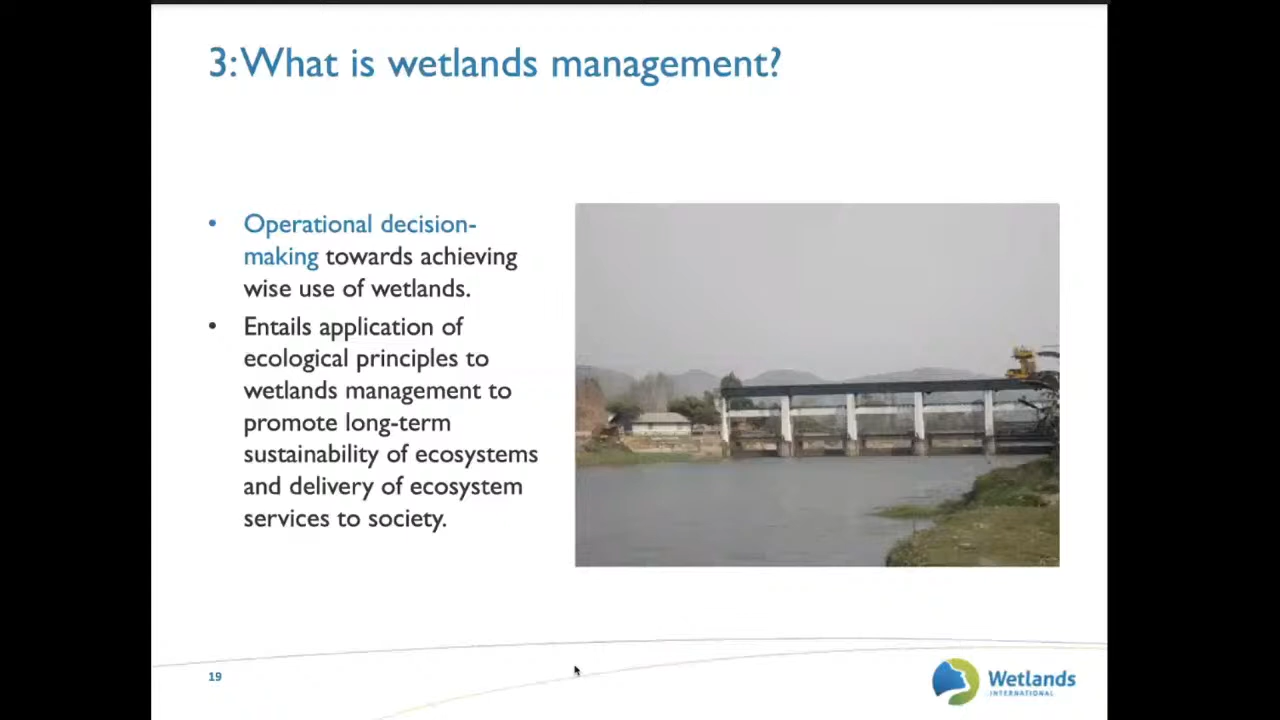 3: What is wetlands management?
• Operational decision-
making towards achieving
wise use of wetlands.
• Entails application of
ecological principles to
wetlands management to
promote long-term
sustainability of ecosystems
and delivery of ecosystem
services to society.
19
Wetlands
INTERNATIONAL